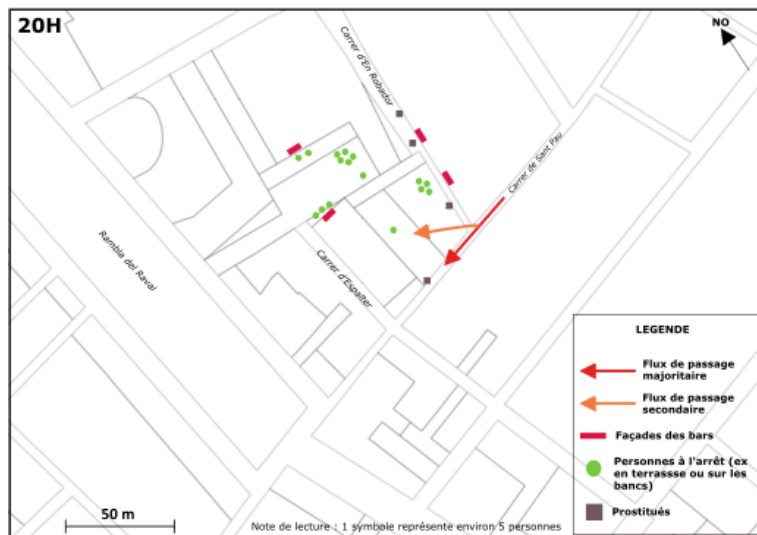 20H
NO
Carrer d'En Robador
Carrer de Sant Pau
Rambla del Raval
Carrer d'Espalter
LEGENDE
Flux de passage
majoritaire
Flux de passage
secondaire
Façades des bars
Personnes à l'arrêt (ex
en terrassse ou sur les
bancs)
Prostitués
50 m
Note de lecture : 1 symbole représente environ 5 personnes